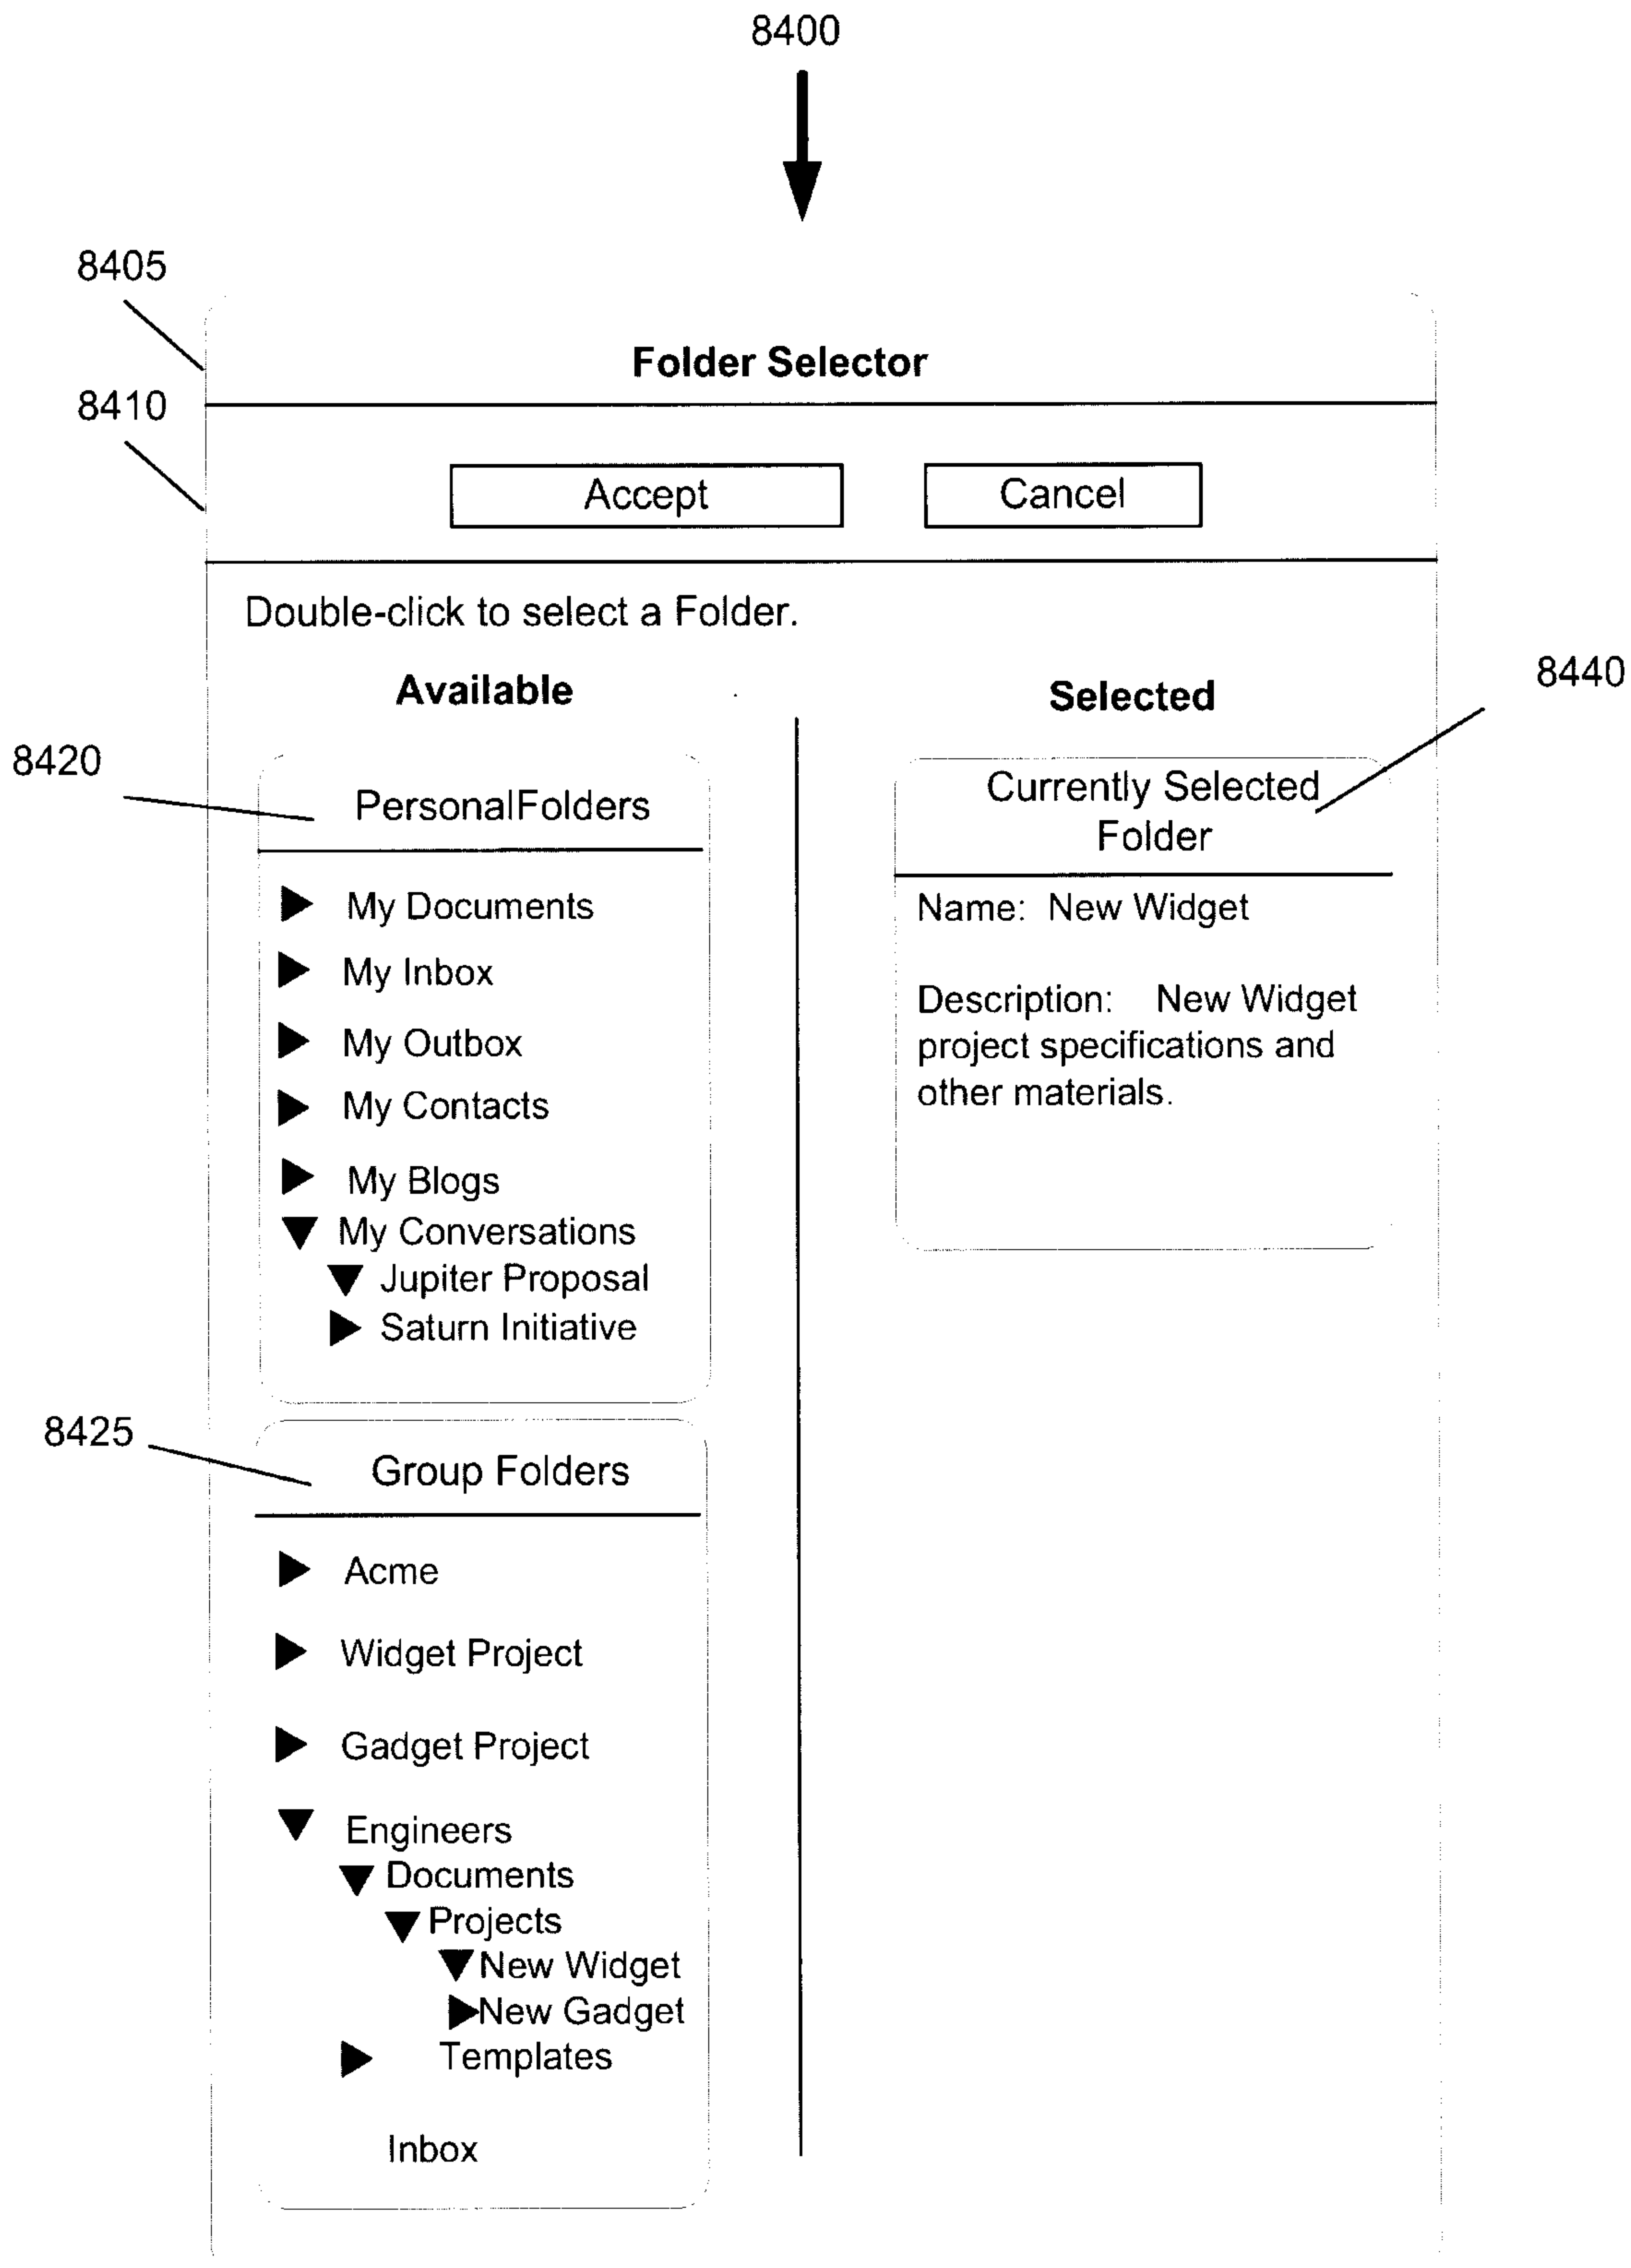 8400
8405
Folder Selector
8410
Accept Cancel
Double-click to select a Folder.
Available Selected
8440
8420
PersonalFolders
Currently Selected
Folder
My Documents
My Inbox
My Outbox
My Contacts
My Blogs
My Conversations
Jupiter Proposal
Saturn Initiative
Name: New Widget
Description: New Widget
project specifications and
other materials.
8425
Group Folders
Acme
Widget Project
Gadget Project
Engineers
Documents
Projects
New Widget
New Gadget
Templates
Inbox